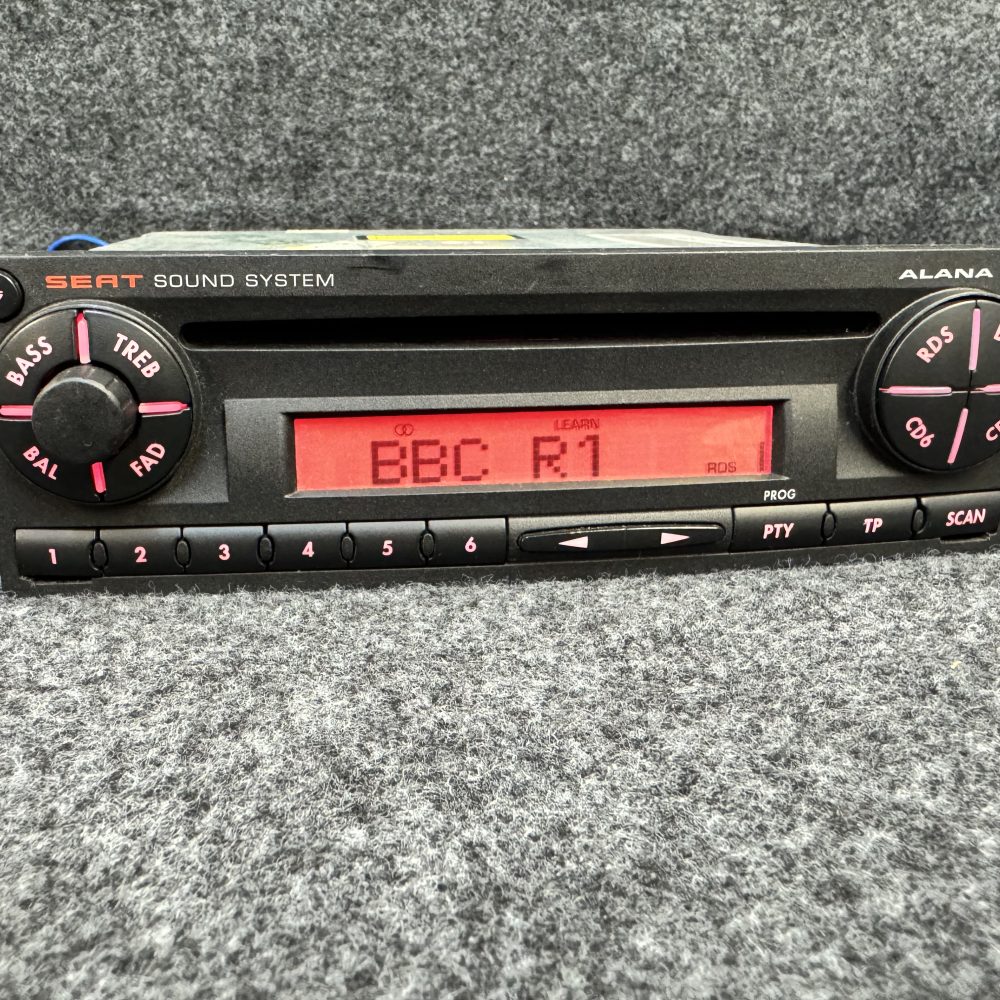 SEAT SOUND SYSTEM
ALANA
BASS
TREB
BAL
FAD
LEARN
BBC R1
RDS
RDS
CD6
PROG
1
2
3
4
5
6
PTY
TP
SCAN